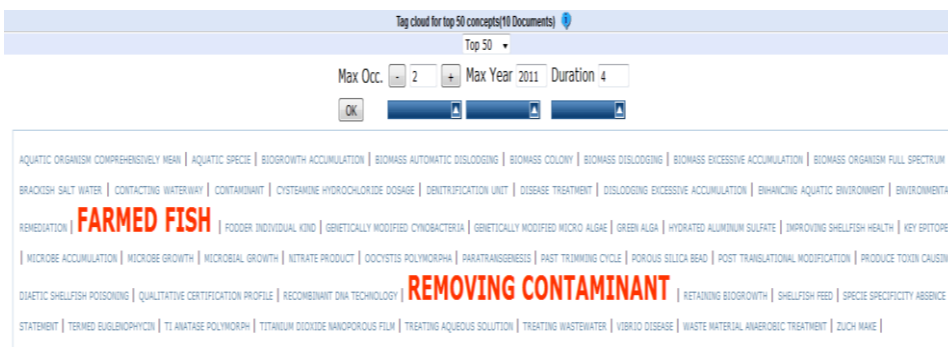 Tag cloud for top 50 concepts(10 Documents)
Top 50
Max Occ. - 2 + Max Year 2011 Duration 4
OK
AQUATIC ORGANISM COMPREHENSIVELY MEAN | AQUATIC SPECIE | BIOGROWTH ACCUMULATION | BIOMASS AUTOMATIC DISLODGING | BIOMASS COLONY | BIOMASS DISLODGING | BIOMASS EXCESSIVE ACCUMULATION | BIOMASS ORGANISM FULL SPECTRUM
BRACKISH SALT WATER | CONTACTING WATERWAY | CONTAMINANT | CYSTEAMINE HYDROCHLORIDE DOSAGE | DENITRIFICATION UNIT | DISEASE TREATMENT | DISLODGING EXCESSIVE ACCUMULATION | ENHANCING AQUATIC ENVIRONMENT | ENVIRONMENTA
REMEDIATION | FARMED FISH | FODDER INDIVIDUAL KIND | GENETICALLY MODIFIED CYNOBACTERIA | GENETICALLY MODIFIED MICRO ALGAE | GREEN ALGA | HYDRATED ALUMINUM SULFATE | IMPROVING SHELLFISH HEALTH | KEY EPITOPE
| MICROBE ACCUMULATION | MICROBE GROWTH | MICROBIAL GROWTH | NITRATE PRODUCT | OOCYSTIS POLYMORPHA | PARATRANSGENESIS | PAST TRIMMING CYCLE | POROUS SILICA BEAD | POST TRANSLATIONAL MODIFICATION | PRODUCE TOXIN CAUSIN
DIAETIC SHELLFISH POISONING | QUALITATIVE CERTIFICATION PROFILE | RECOMBINANT DNA TECHNOLOGY | REMOVING CONTAMINANT | RETAINING BIOGROWTH | SHELLFISH FEED | SPECIE SPECIFICITY ABSENCE
STATEMENT | TERMED EUGLENOPHYCIN | TI ANATASE POLYMORPH | TITANIUM DIOXIDE NANOPOROUS FILM | TREATING AQUEOUS SOLUTION | TREATING WASTEWATER | VIBRIO DISEASE | WASTE MATERIAL ANAEROBIC TREATMENT | ZUCH MAKE |